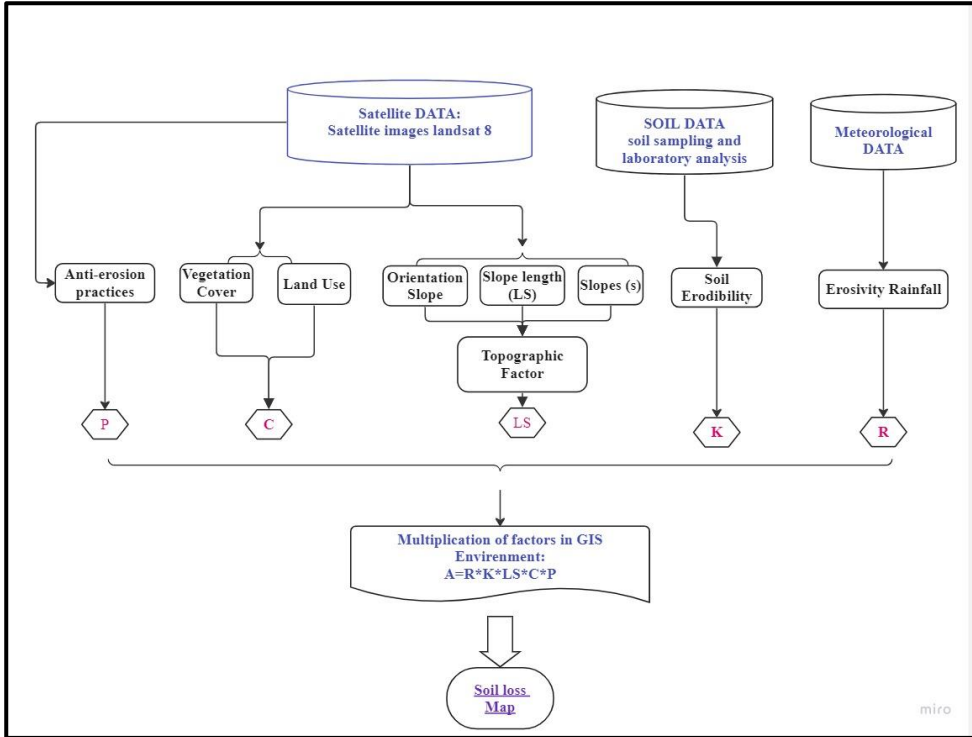 Satellite DATA:
Satellite images landsat 8
SOIL DATA
soil sampling and
laboratory analysis
Meteorological
DATA
Anti-erosion
practices
Vegetation
Cover
Land Use
Orientation
Slope
Slope length
(LS)
Slopes (s)
Soil
Erodibility
Erosivity Rainfall
Topographic
Factor
P
C
LS
K
R
Multiplication of factors in GIS
Envirenment:
A=R*K*LS*C*P
Soil loss
Map
miro